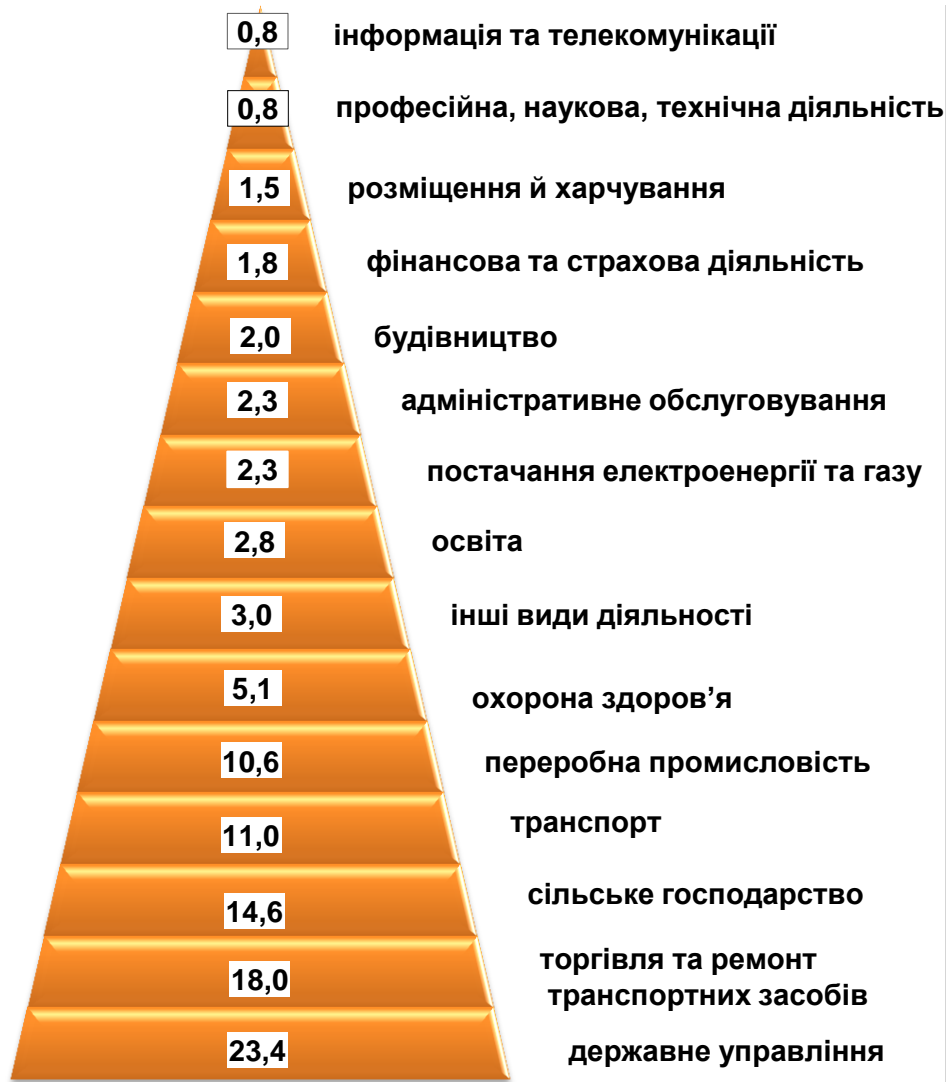 0,8 інформація та телекомунікації
0,8 професійна, наукова, технічна діяльність
1,5 розміщення й харчування
1,8 фінансова та страхова діяльність
2,0 будівництво
2,3 адміністративне обслуговування
2,3 постачання електроенергії та газу
2,8 освіта
3,0 інші види діяльності
5,1 охорона здоров’я
10,6 переробна промисловість
11,0 транспорт
14,6 сільське господарство
18,0 торгівля та ремонт
транспортних засобів
23,4 державне управління